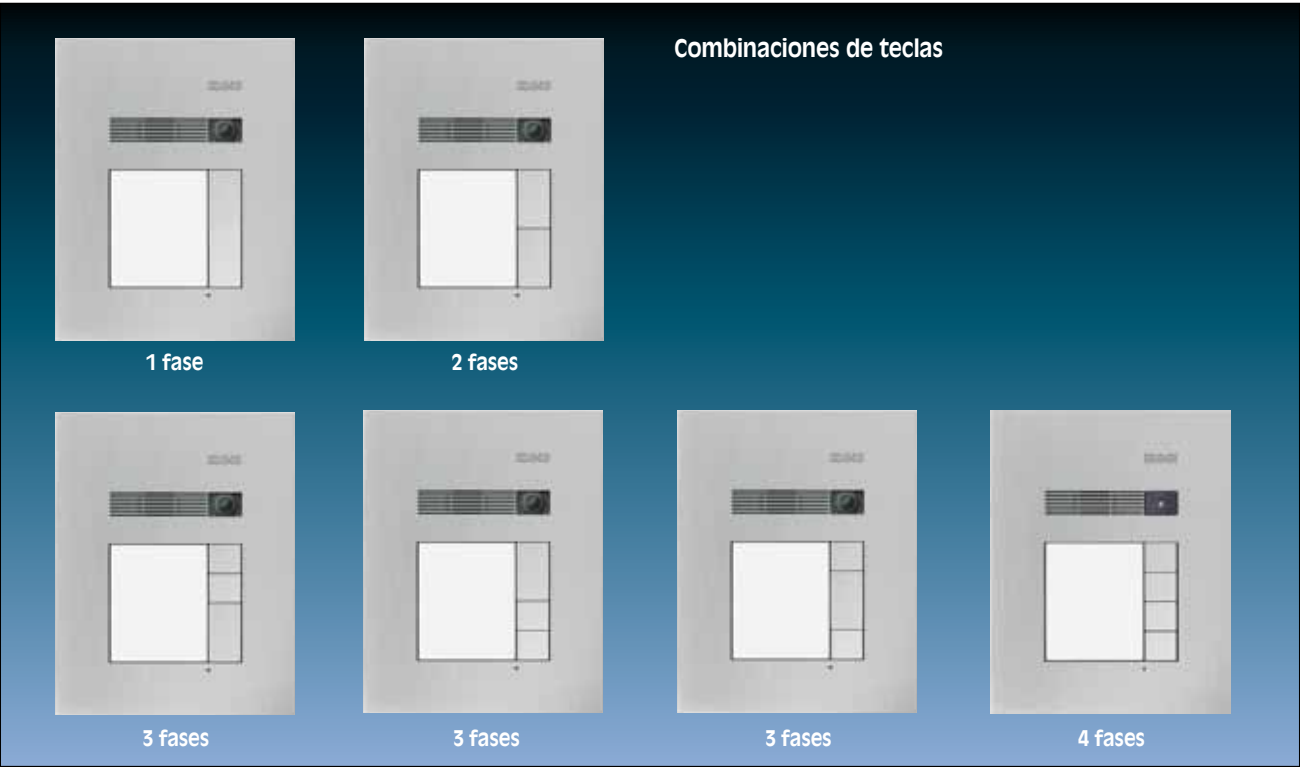 Combinaciones de teclas
1 fase
2 fases
3 fases
3 fases
3 fases
4 fases